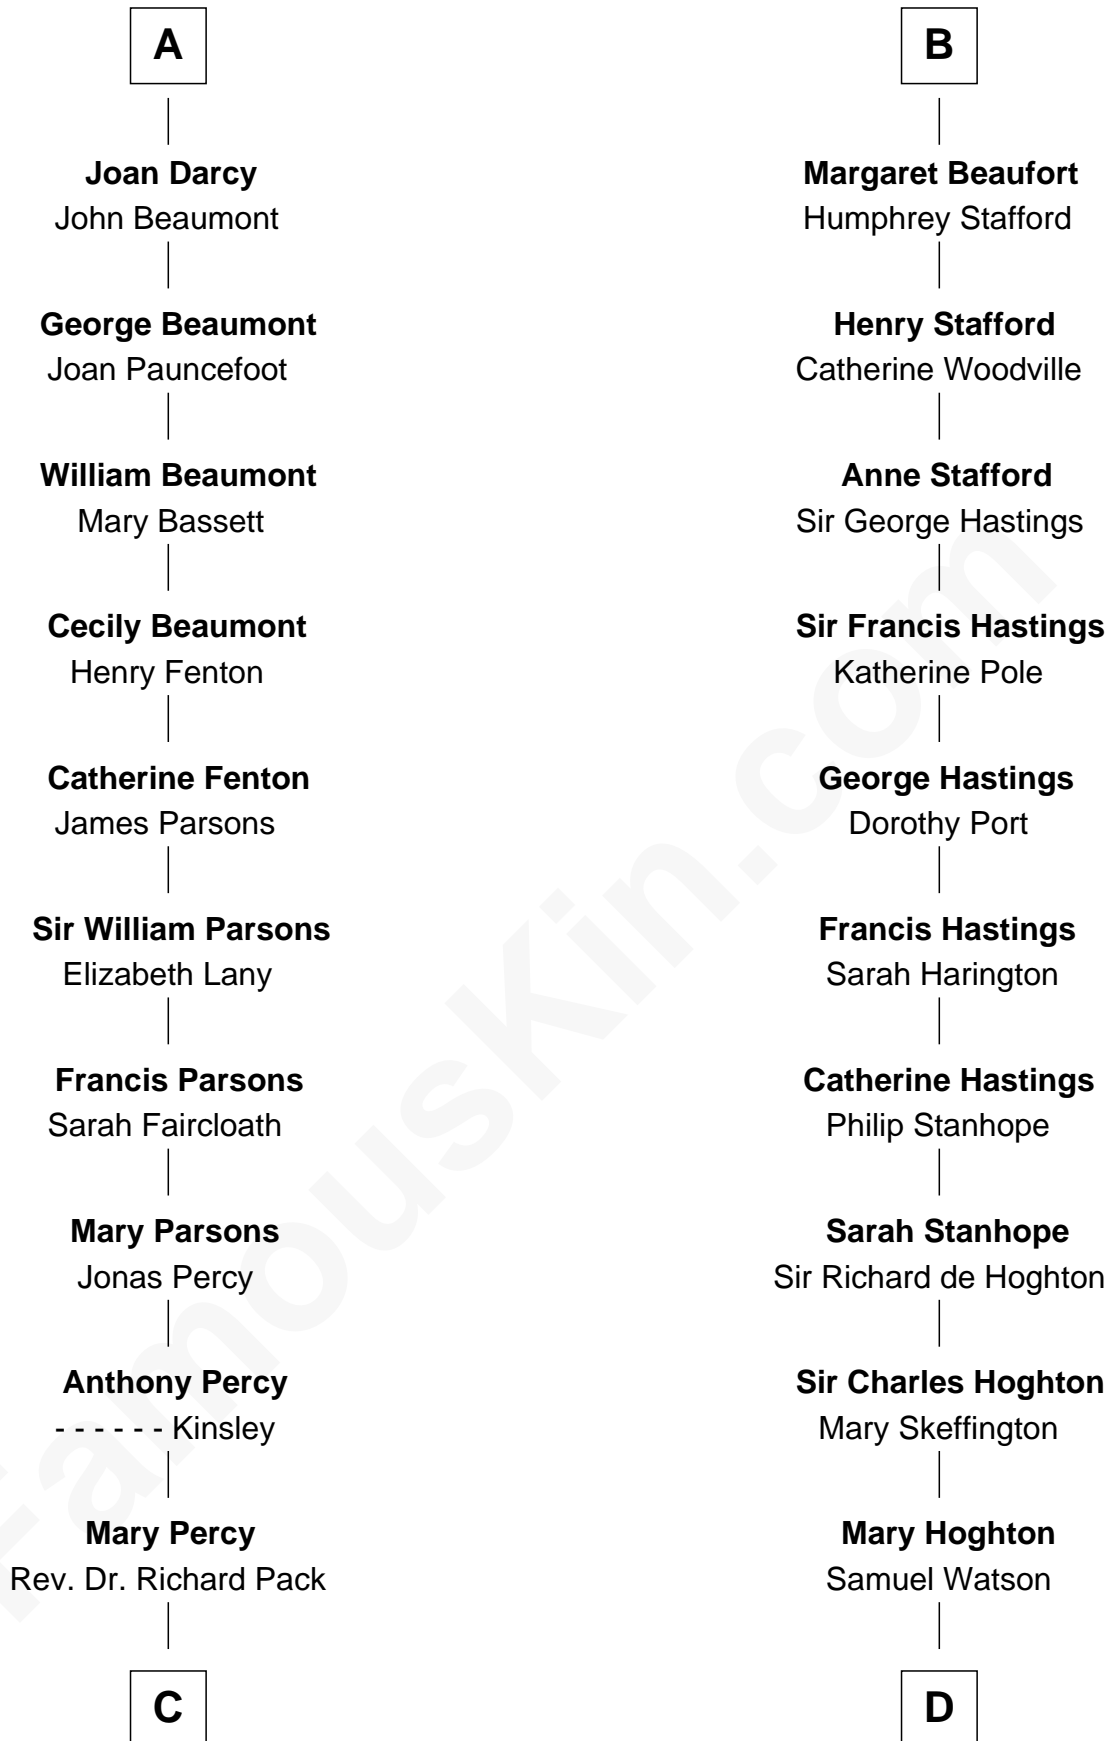 A
Joan Darcy
John Beaumont
George Beaumont
Joan Pauncefoot
William Beaumont
Mary Bassett
Cecily Beaumont
Henry Fenton
Catherine Fenton
James Parsons
Sir William Parsons
Elizabeth Lany
Francis Parsons
Sarah Faircloath
Mary Parsons
Jonas Percy
Anthony Percy
- - - - - - Kinsley
Mary Percy
Rev. Dr. Richard Pack
C
B
Margaret Beaufort
Humphrey Stafford
Henry Stafford
Catherine Woodville
Anne Stafford
Sir George Hastings
Sir Francis Hastings
Katherine Pole
George Hastings
Dorothy Port
Francis Hastings
Sarah Harington
Catherine Hastings
Philip Stanhope
Sarah Stanhope
Sir Richard de Hoghton
Sir Charles Hoghton
Mary Skeffington
Mary Hoghton
Samuel Watson
D
FamousKin.com